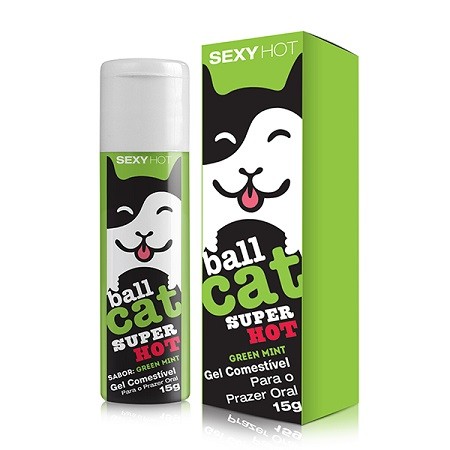 SEXY HOT
ball
cat
SUPER
HOT
SABOR: GREEN MINT
Gel Comestível
Para o Prazer Oral
15g
SEXY HOT
ball
cat
SUPER
HOT
GREEN MINT
Gel Comestível
Para o
Prazer Oral
15g